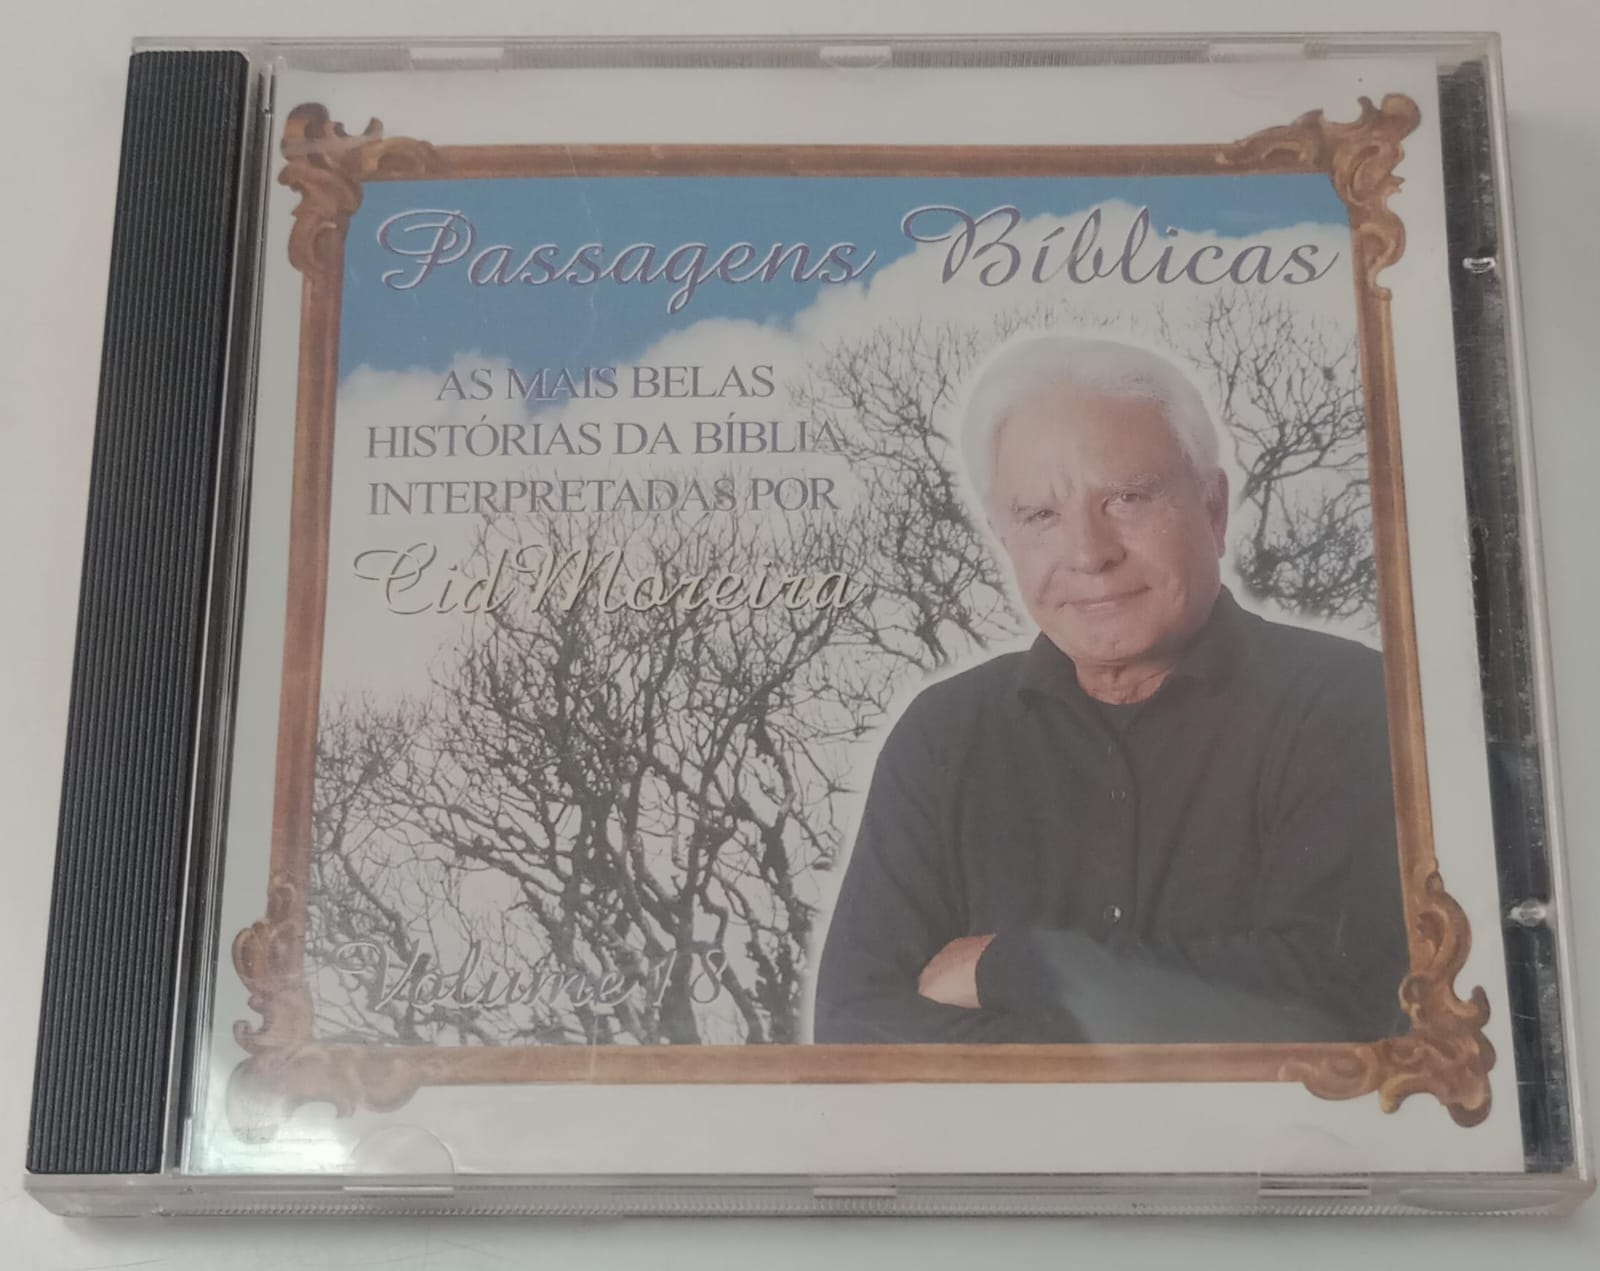 Passagens Bíblicas
AS MAIS BELAS
HISTÓRIAS DA BÍBLIA
INTERPRETADAS POR
Cid Moreira
Volume 18